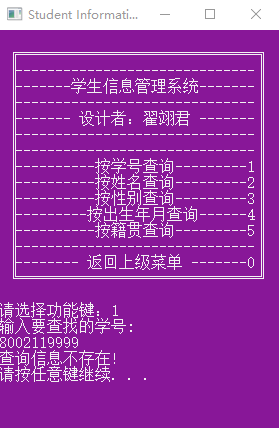 Student Informati...
-------------------------------
-------学生信息管理系统-------
-------------------------------
-------- 设计者：翟翊君 --------
-------------------------------
-------------------------------
----------按学号查询---------1
----------按姓名查询---------2
----------按性别查询---------3
---------按出生年月查询------4
----------按籍贯查询---------5
-------------------------------
-------- 返回上级菜单 -------0
请选择功能键：1
输入要查找的学号:
8002119999
查询信息不存在!
请按任意键继续. . .